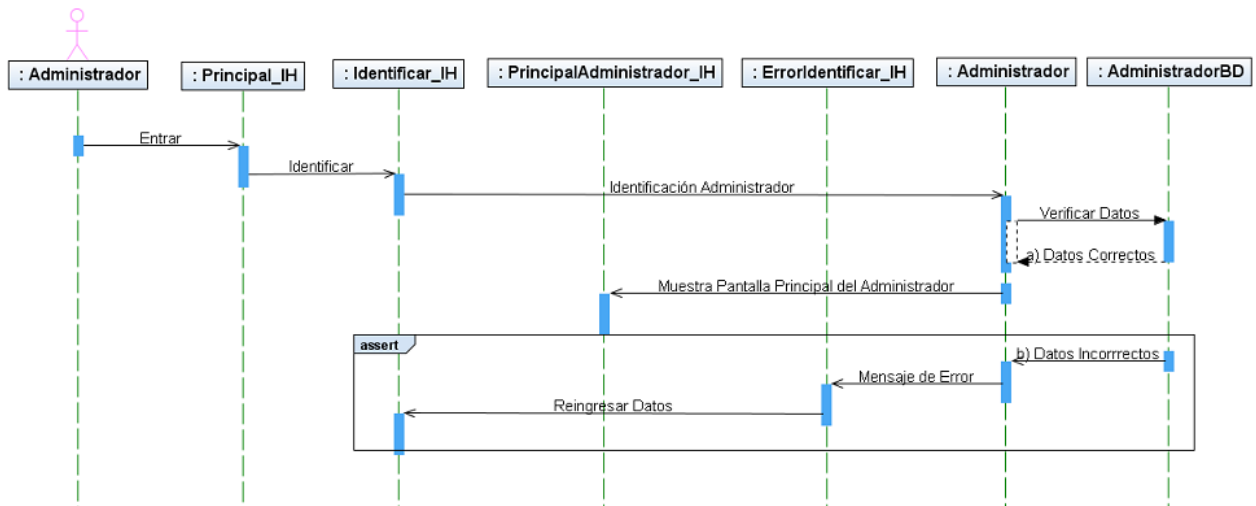 : Administrador
: Principal_IH
: Identificar_IH
: PrincipalAdministrador_IH
: ErrorIdentificar_IH
: Administrador
: AdministradorBD
Entrar
Identificar
Identificación Administrador
Verificar Datos
a) Datos Correctos
Muestra Pantalla Principal del Administrador
assert
b) Datos Incorrrectos
Mensaje de Error
Reingresar Datos